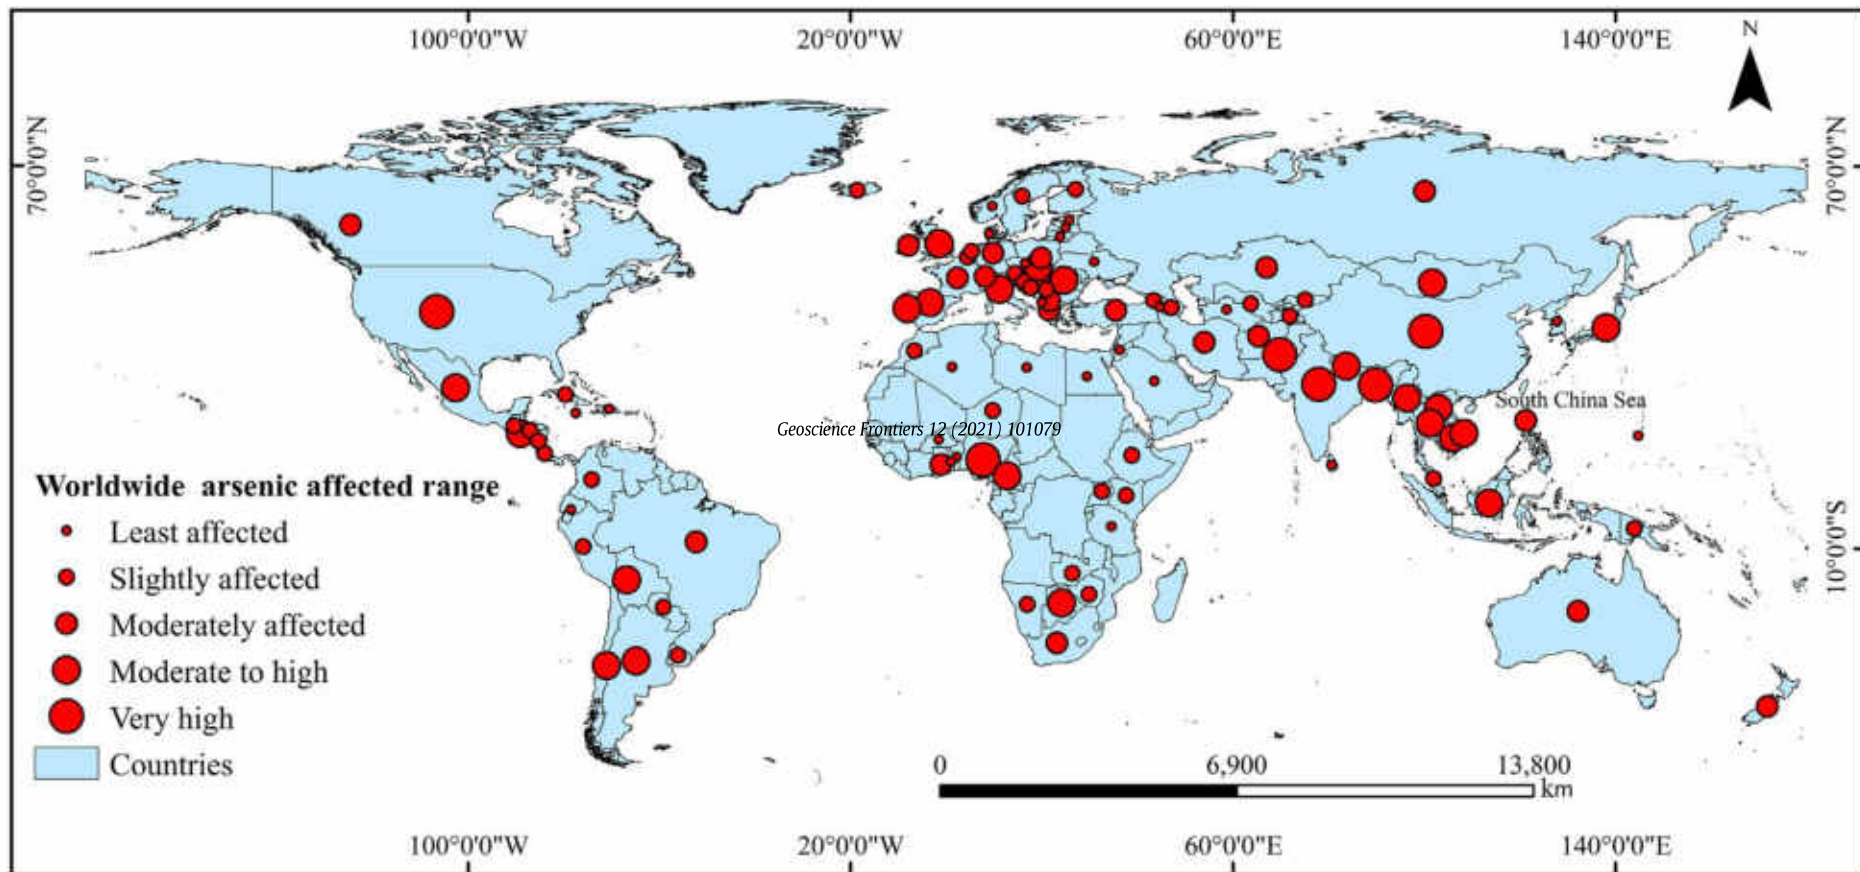 100°0'0"W 20°0'0"W 60°0'0"E 140°0'0"E
N
70°0'0"N 70°0'0"N
South China Sea
Geoscience Frontiers 12 (2021) 101079
Worldwide arsenic affected range
Least affected
Slightly affected
Moderately affected
Moderate to high
Very high
Countries
10°0'0"S
0 6,900 13,800
km
100°0'0"W 20°0'0"W 60°0'0"E 140°0'0"E